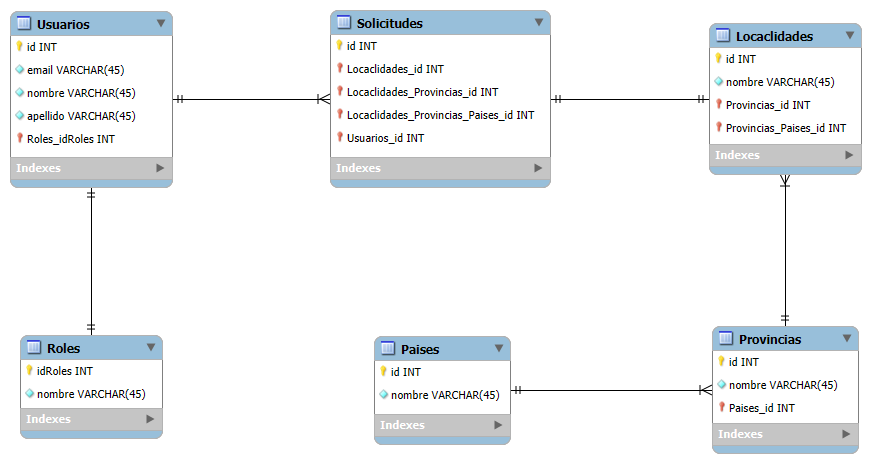 Usuarios
id INT
email VARCHAR(45)
nombre VARCHAR(45)
apellido VARCHAR(45)
Roles_idRoles INT
Indexes
Solicitudes
id INT
Locaclidades_id INT
Locaclidades_Provincias_id INT
Locaclidades_Provincias_Paises_id INT
Usuarios_id INT
Indexes
Locaclidades
id INT
nombre VARCHAR(45)
Provincias_id INT
Provincias_Paises_id INT
Indexes
Roles
idRoles INT
nombre VARCHAR(45)
Indexes
Paises
id INT
nombre VARCHAR(45)
Indexes
Provincias
id INT
nombre VARCHAR(45)
Paises_id INT
Indexes